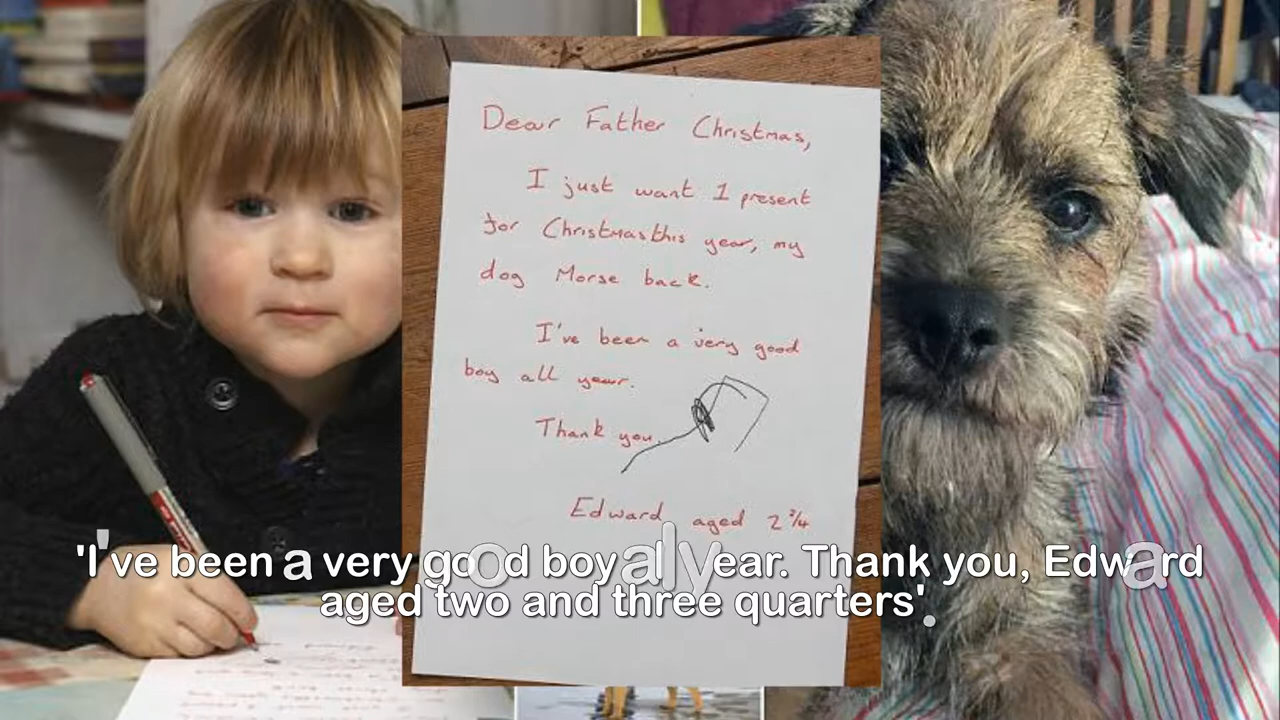 Dear Father Christmas,
I just want 1 present
for Christmas this year, my
dog Morse back.
I've been a very good
boy all year.
Thank you
Edward aged 2 3/4
'I've been a very good boy all year. Thank you, Edward
aged two and three quarters'.